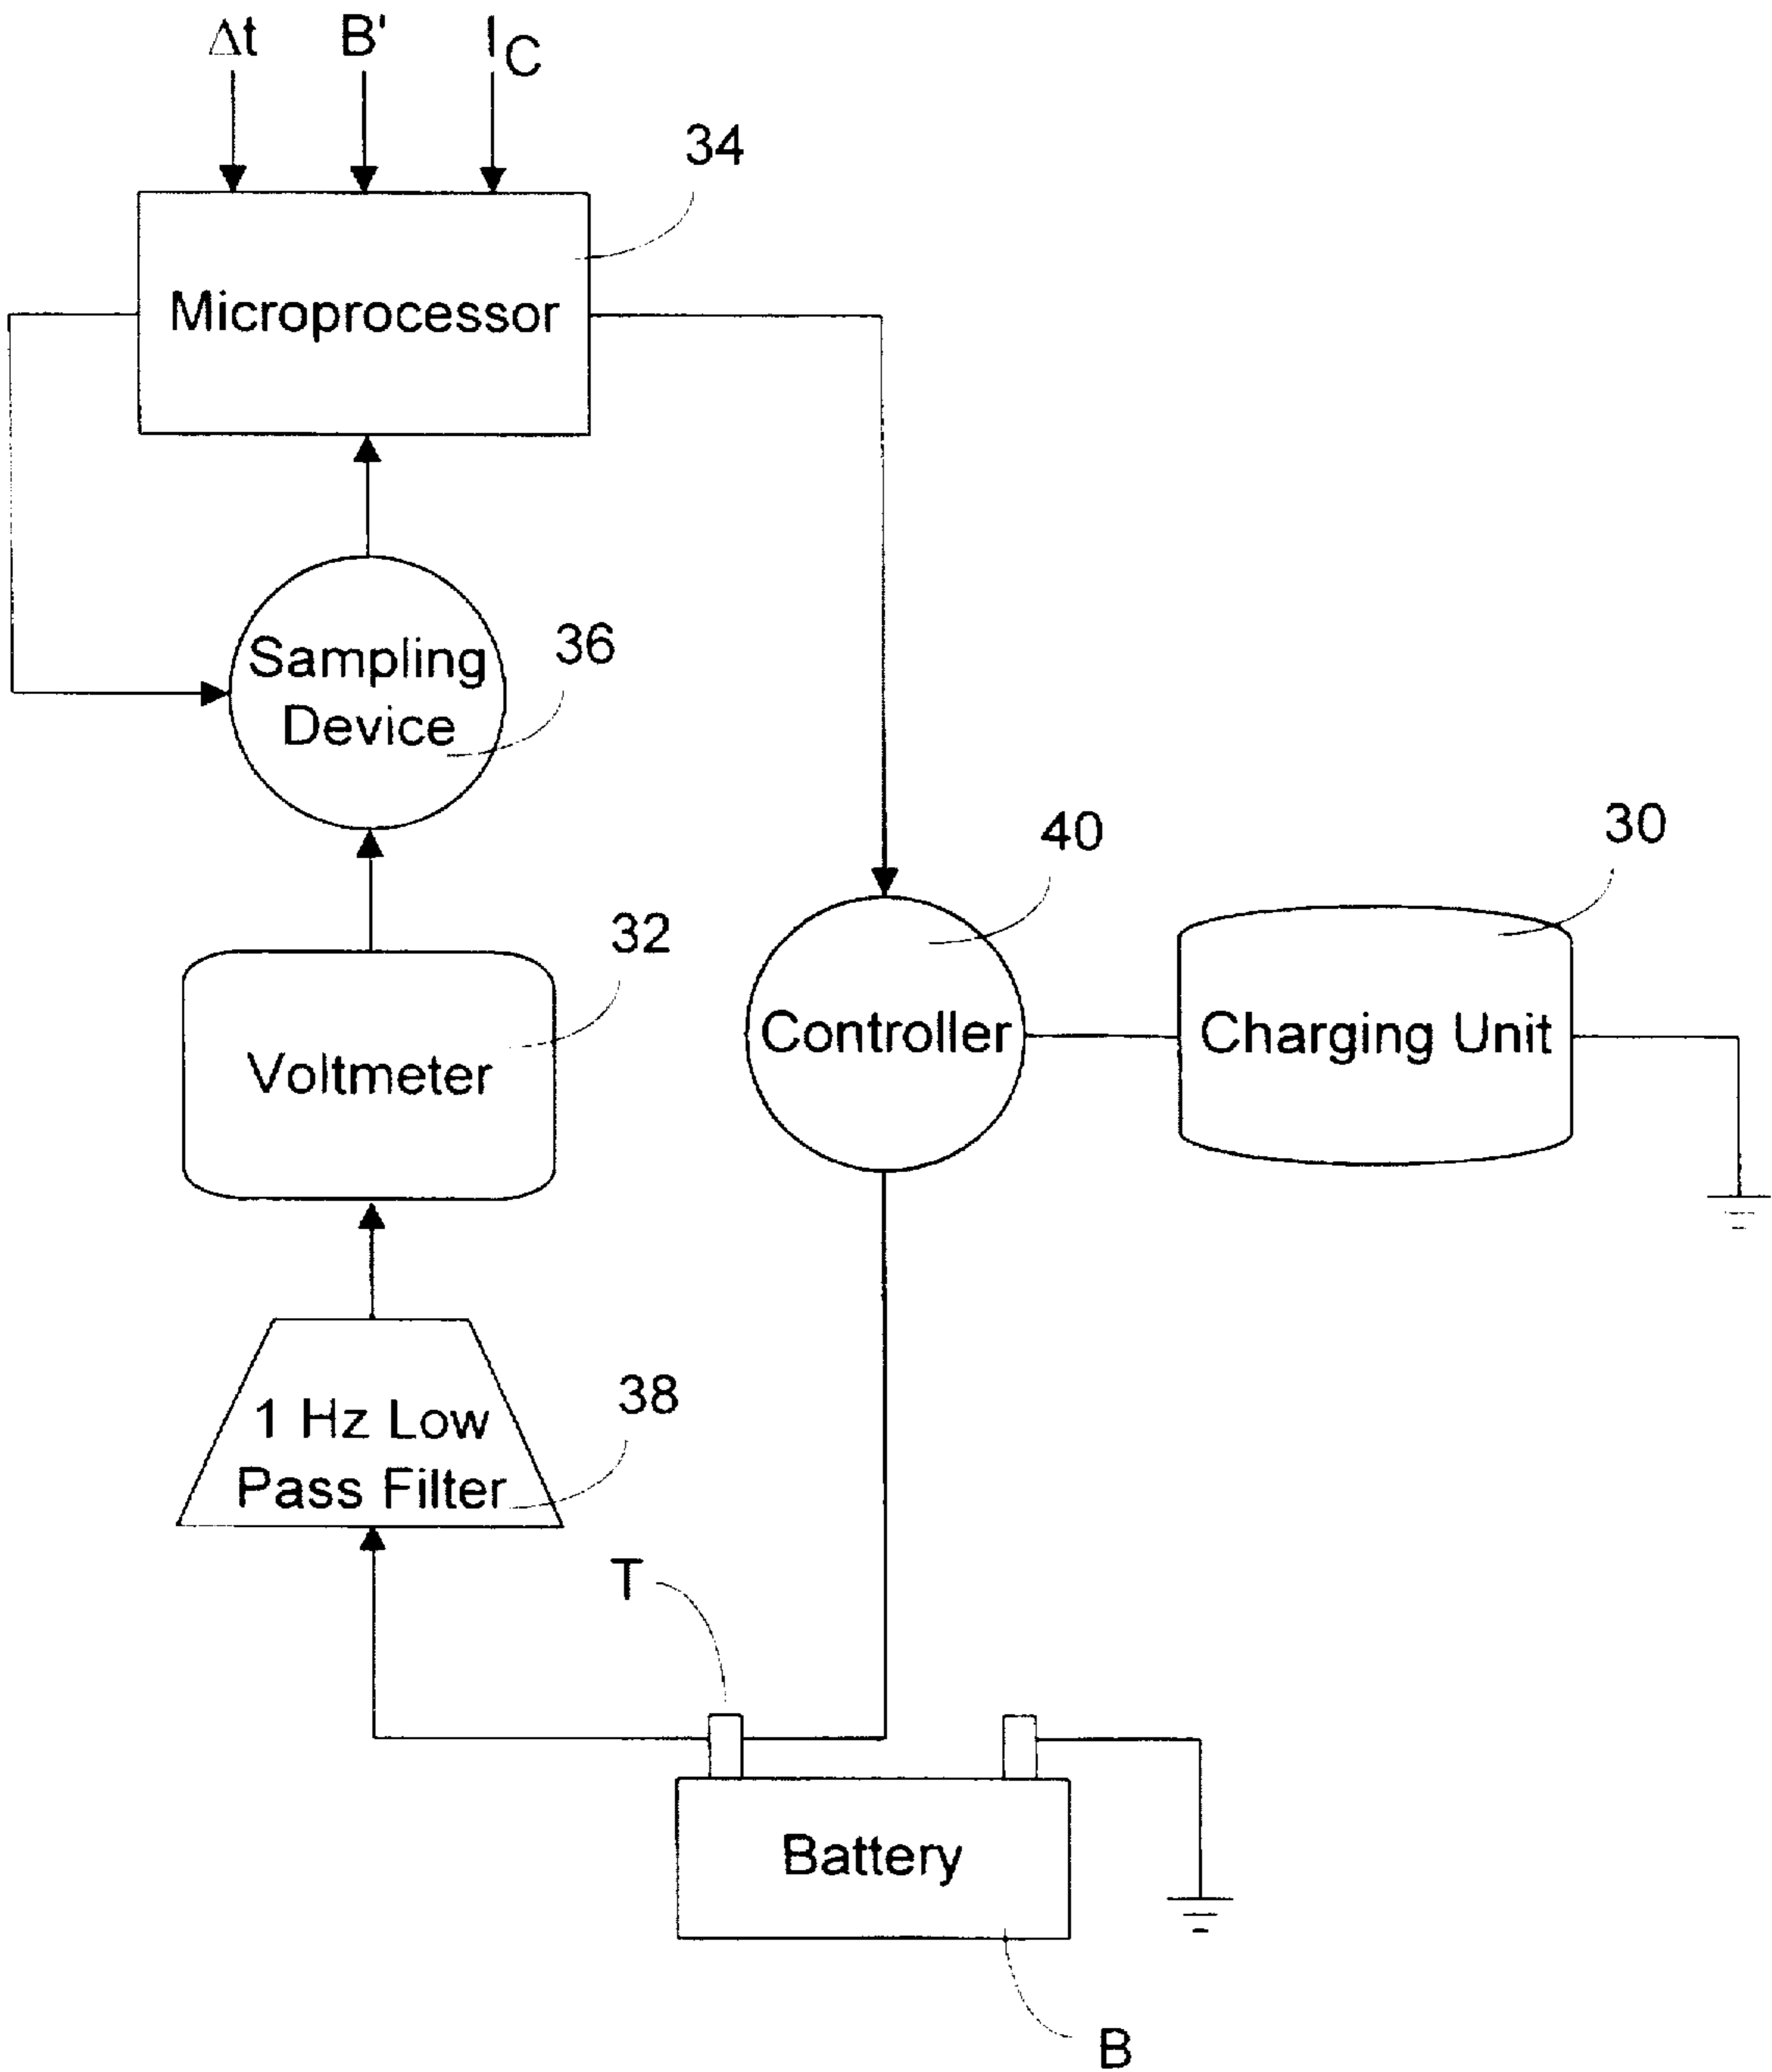 Δt B' IC
34
Microprocessor
36
Sampling
Device
40
30
32
Controller
Charging Unit
Voltmeter
38
1 Hz Low
Pass Filter
T
Battery
B